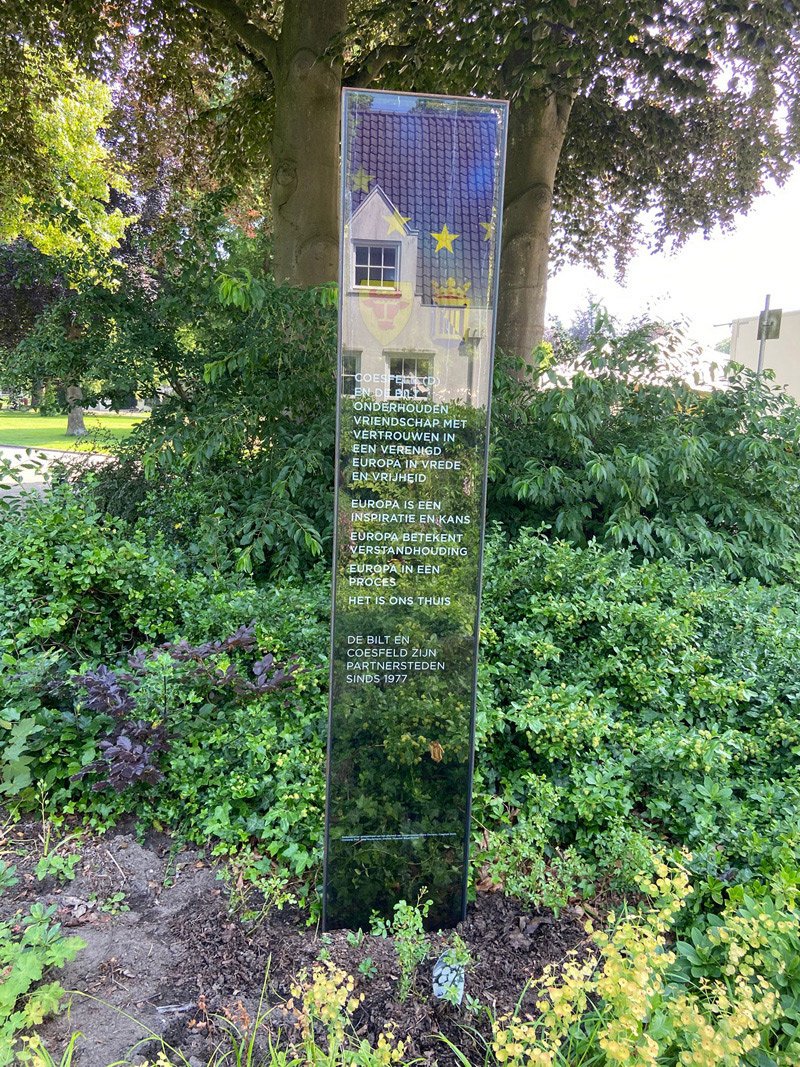 COESFELD (D)
EN DE BILT
ONDERHOUDEN
VRIENDSCHAP MET
VERTROUWEN IN
EEN VERENIGD
EUROPA IN VREDE
EN VRIJHEID
EUROPA IS EEN
INSPIRATIE EN KANS
EUROPA BETEKENT
VERSTANDHOUDING
EUROPA IN EEN
PROCES
HET IS ONS THUIS
DE BILT EN
COESFELD ZIJN
PARTNERSTEDEN
SINDS 1977